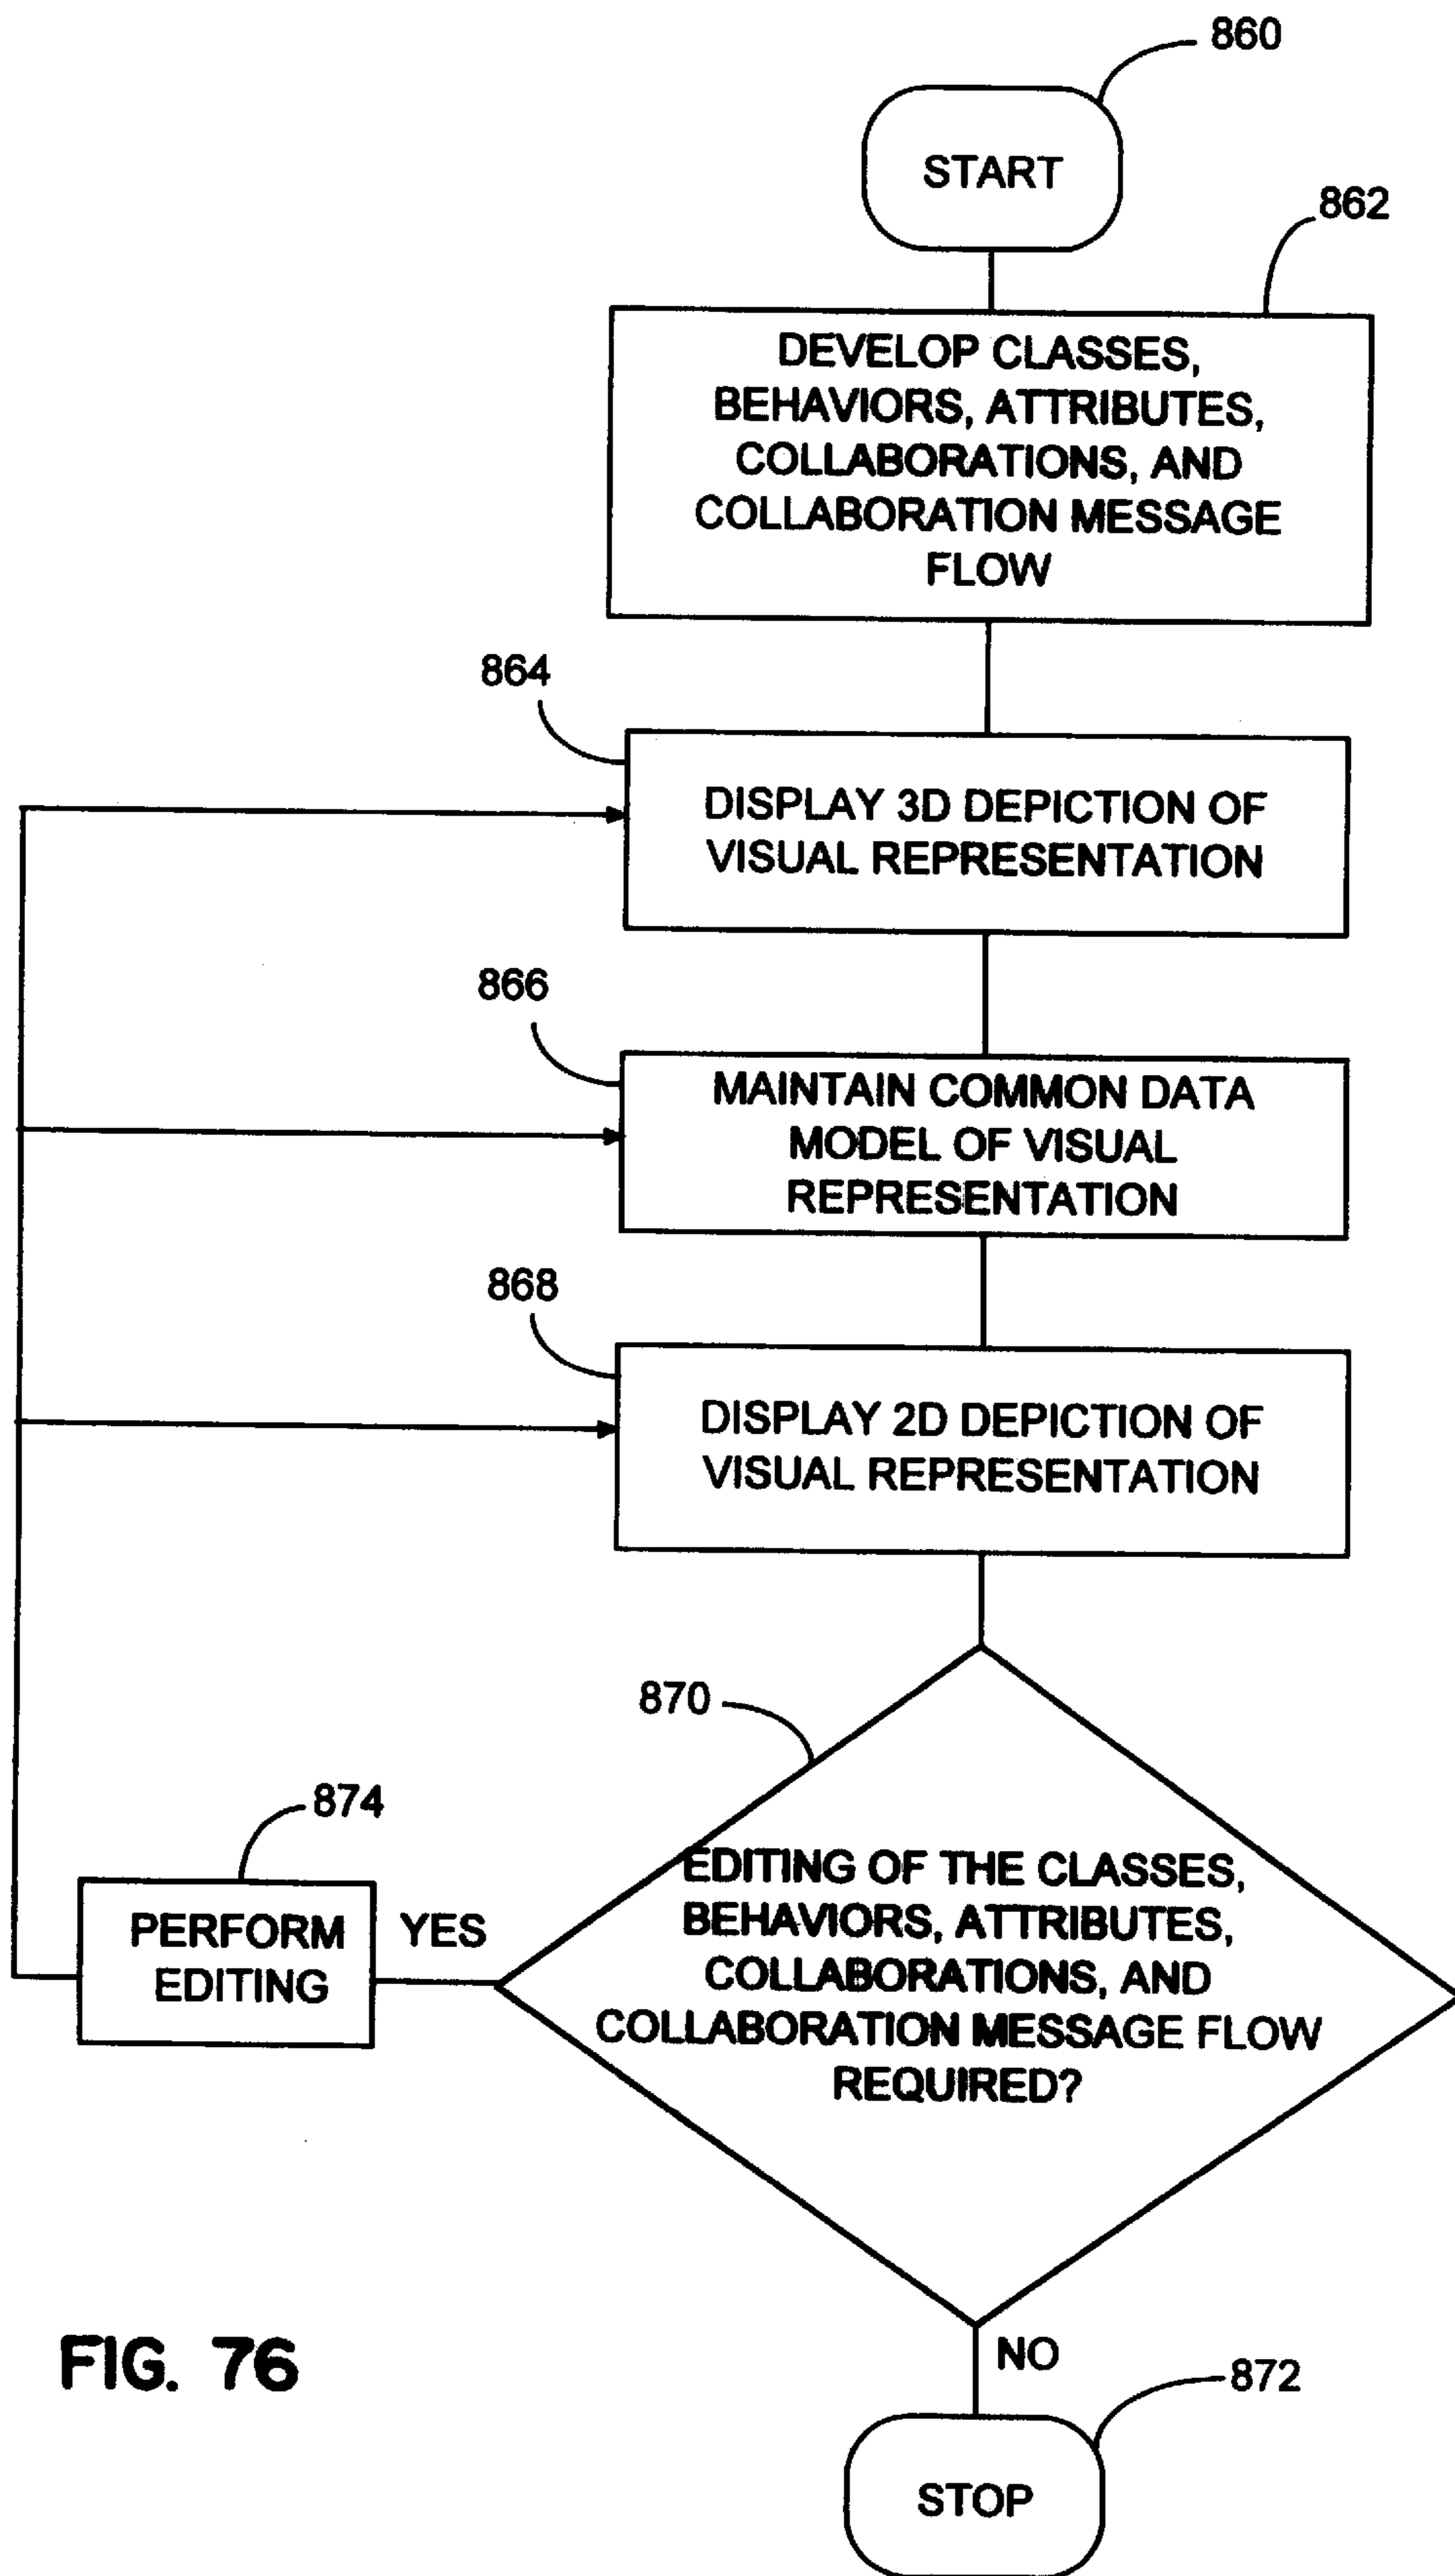 860
START
862
DEVELOP CLASSES,
BEHAVIORS, ATTRIBUTES,
COLLABORATIONS, AND
COLLABORATION MESSAGE
FLOW
864
DISPLAY 3D DEPICTION OF
VISUAL REPRESENTATION
866
MAINTAIN COMMON DATA
MODEL OF VISUAL
REPRESENTATION
868
DISPLAY 2D DEPICTION OF
VISUAL REPRESENTATION
870
EDITING OF THE CLASSES,
BEHAVIORS, ATTRIBUTES,
COLLABORATIONS, AND
COLLABORATION MESSAGE FLOW
REQUIRED?
874
PERFORM
EDITING
YES
NO
872
STOP
FIG. 76